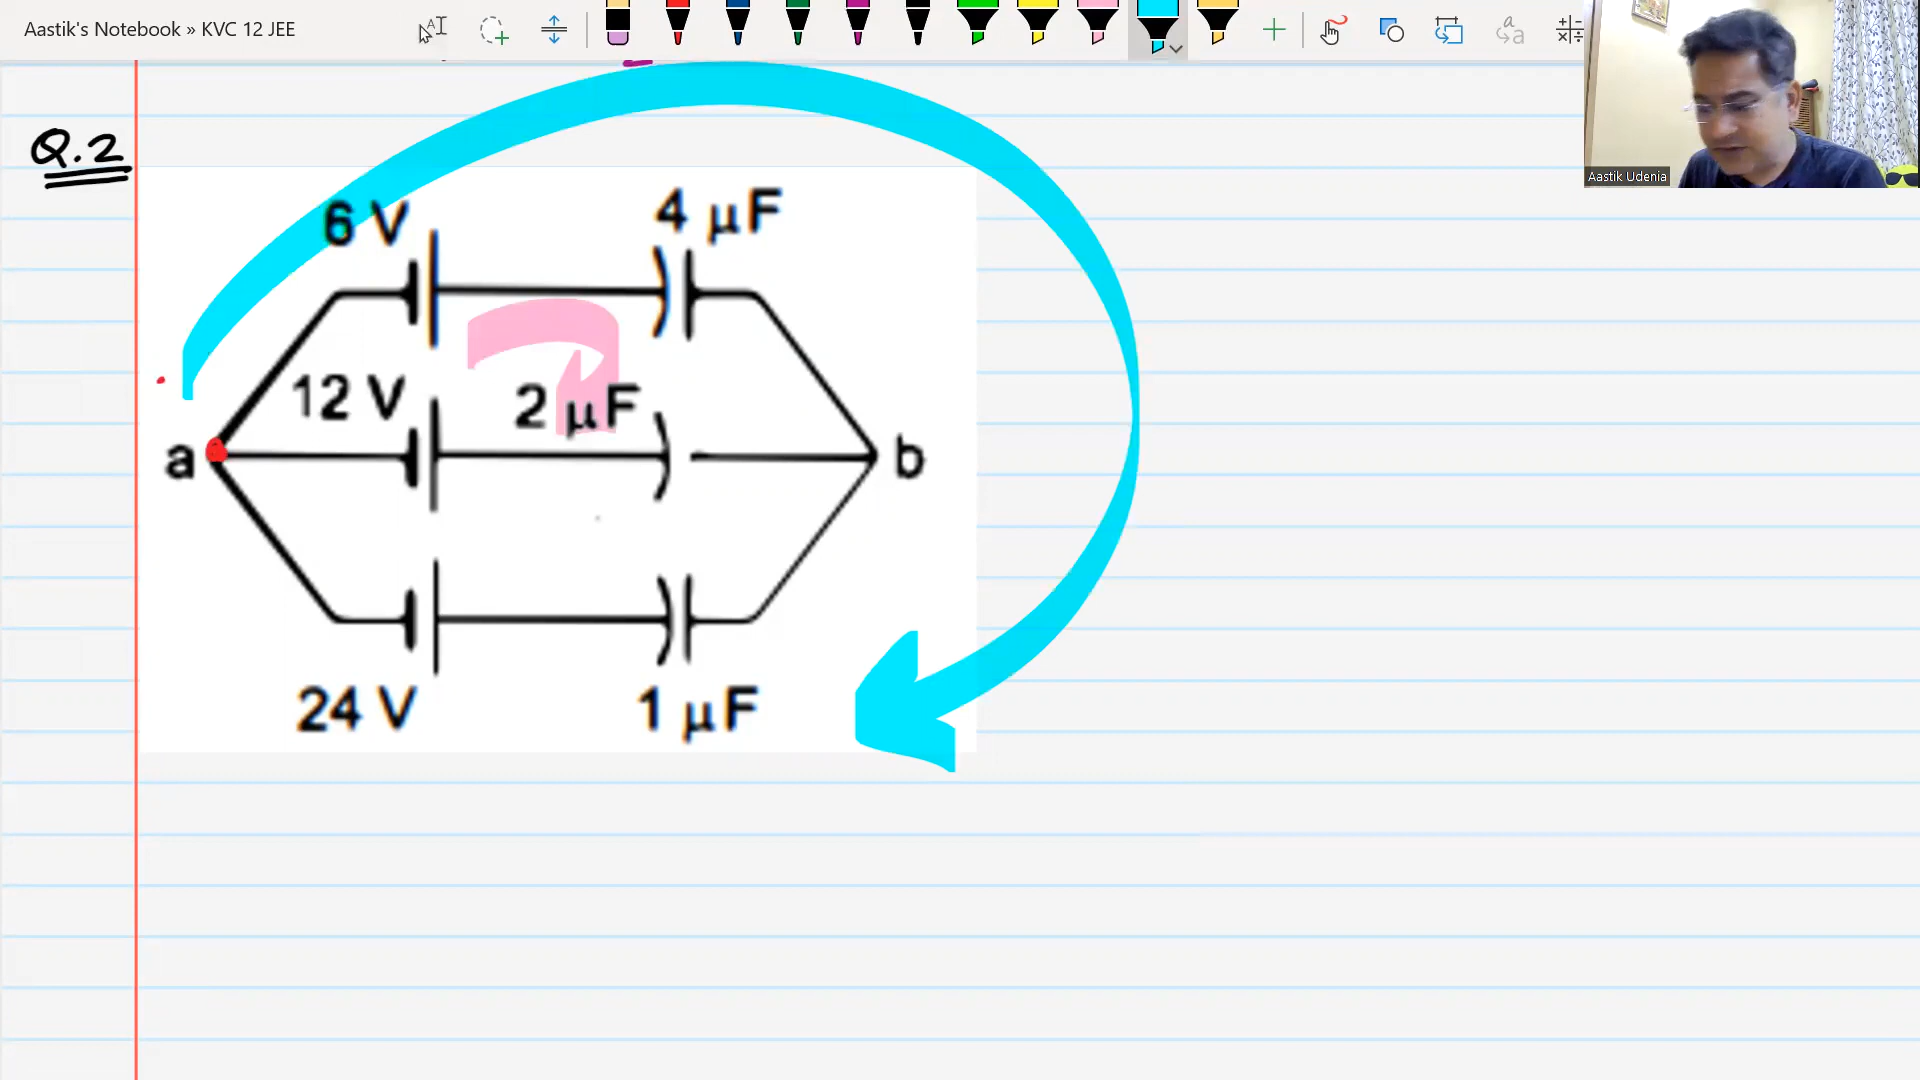 Aastik's Notebook » KVC 12 JEE
Aastik Udenia
Q.2
6 V
4 μF
12 V
2 μF
a
b
24 V
1 μF